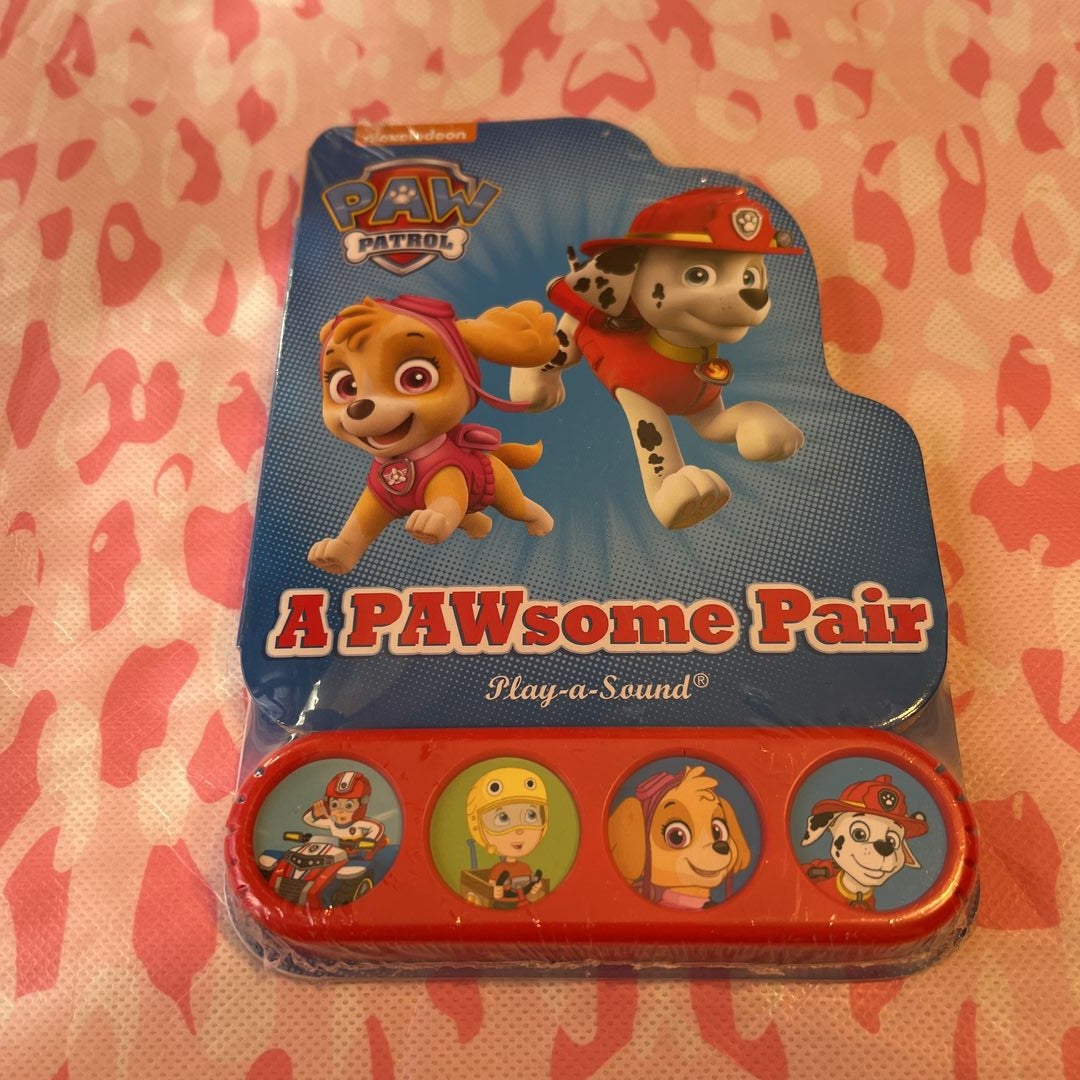 nickelodeon
PAW
PATROL
A PAWsome Pair
Play-a-Sound®